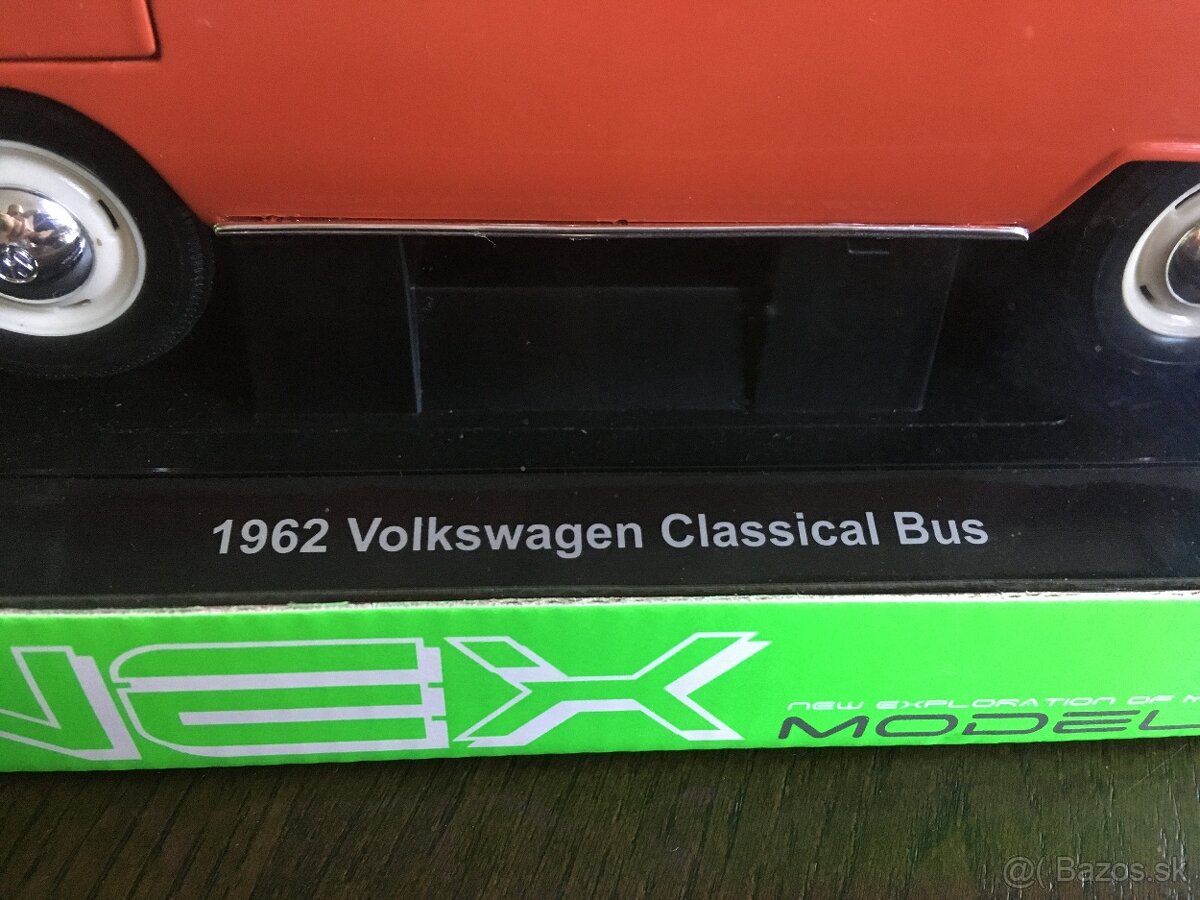 1962 Volkswagen Classical Bus
NEX
NEW EXPLORATION OF
MODEL
@( Bazos.sk